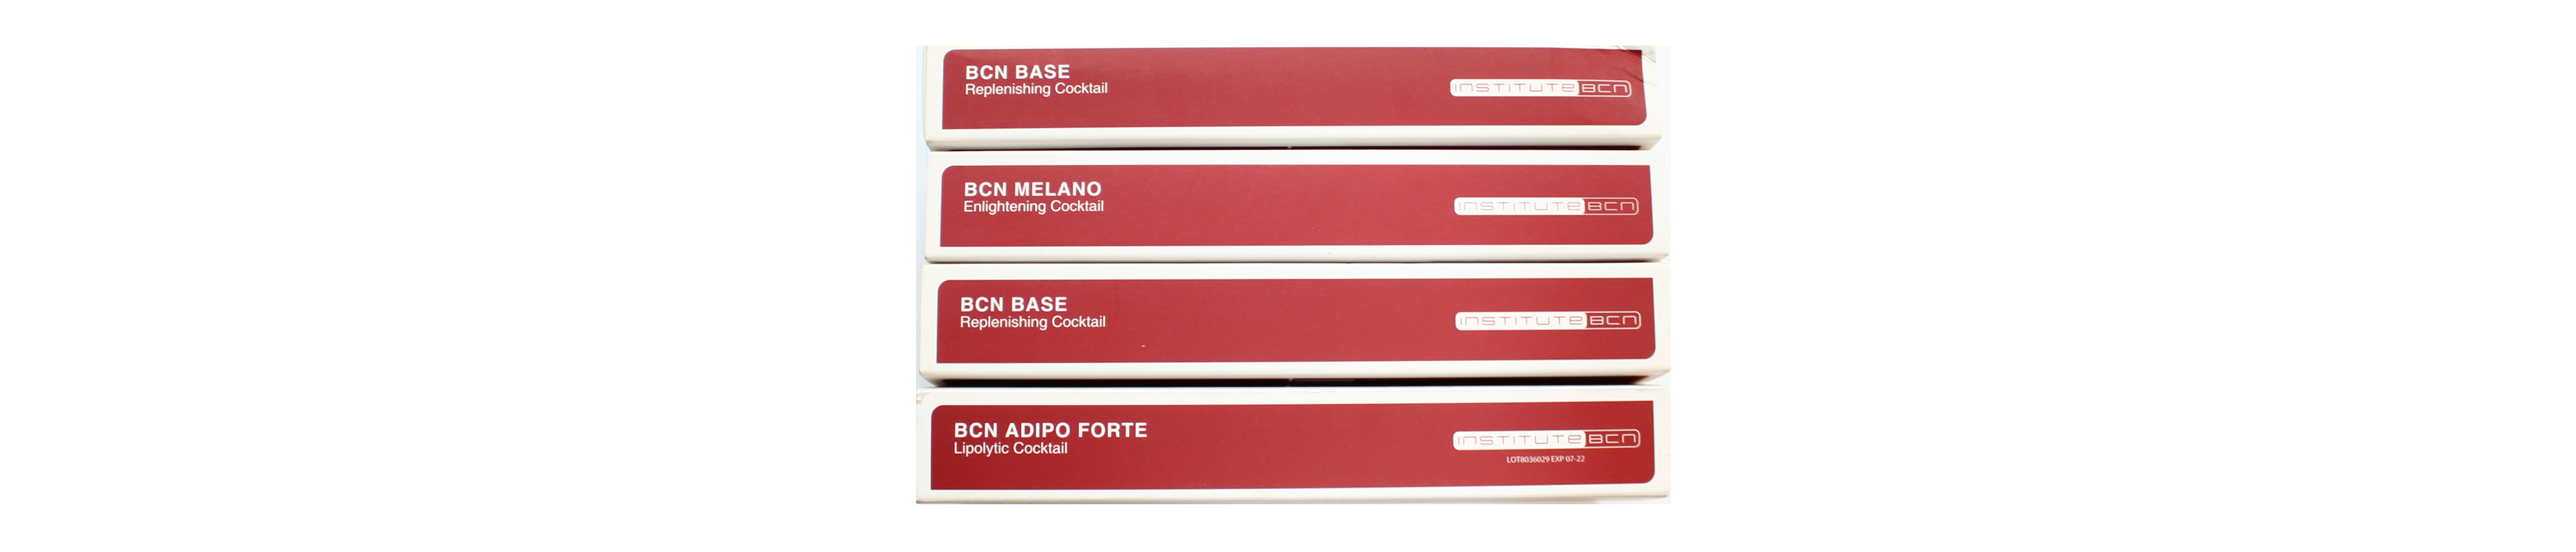 BCN BASE
Replenishing Cocktail
INSTITUTE BCN
BCN MELANO
Enlightening Cocktail
INSTITUTE BCN
BCN BASE
Replenishing Cocktail
INSTITUTE BCN
BCN ADIPO FORTE
Lipolytic Cocktail
INSTITUTE BCN
LOT8036029 EXP 07-22